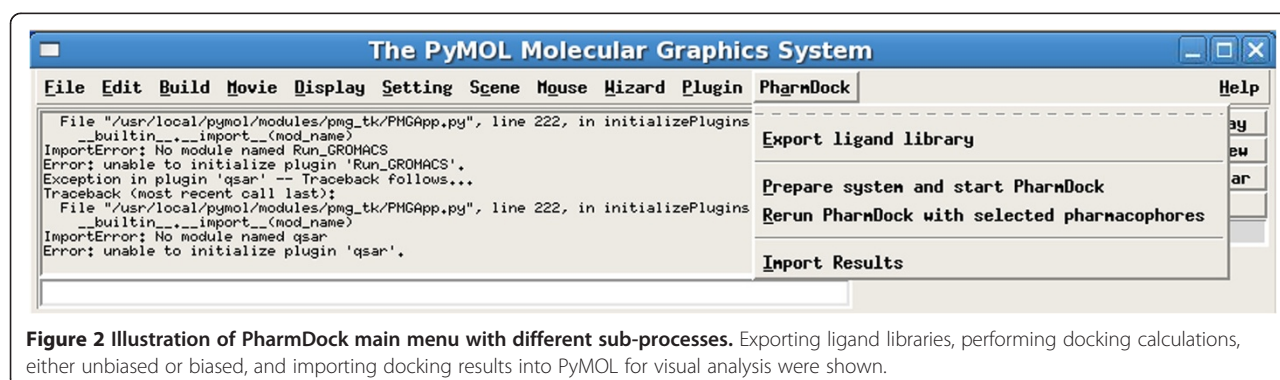 The PyMOL Molecular Graphics System
File Edit Build Movie Display Setting Scene Mouse Wizard Plugin PharmDock Help
File "/usr/local/pymol/modules/pmg_tk/PMGApp.py", line 222, in initializePlugins
__builtin__.__import__(mod_name)
ImportError: No module named Run_GROMACS
Error: unable to initialize plugin 'Run_GROMACS'.
Exception in plugin 'qsar' -- Traceback follows...
Traceback (most recent call last):
File "/usr/local/pymol/modules/pmg_tk/PMGApp.py", line 222, in initializePlugins
__builtin__.__import__(mod_name)
ImportError: No module named qsar
Error: unable to initialize plugin 'qsar'.
Export ligand library
Prepare system and start PharmDock
Rerun PharmDock with selected pharmacophores
Import Results
ay
ew
ar
Figure 2 Illustration of PharmDock main menu with different sub-processes. Exporting ligand libraries, performing docking calculations,
either unbiased or biased, and importing docking results into PyMOL for visual analysis were shown.